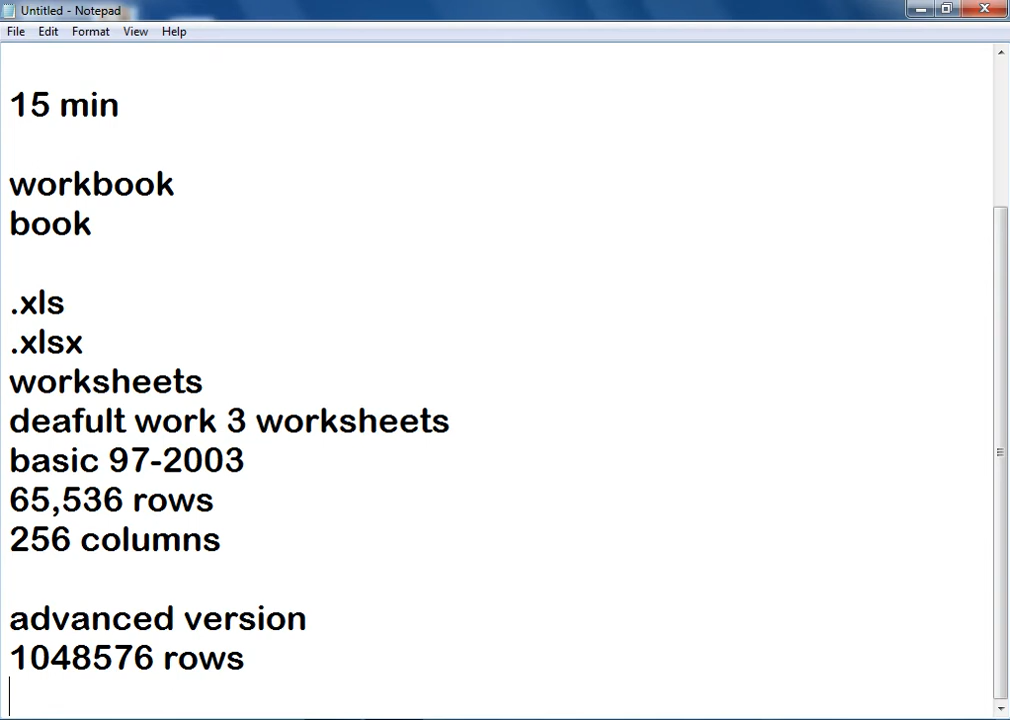 Untitled - Notepad
File Edit Format View Help
15 min
workbook
book
.xls
.xlsx
worksheets
deafult work 3 worksheets
basic 97-2003
65,536 rows
256 columns
advanced version
1048576 rows